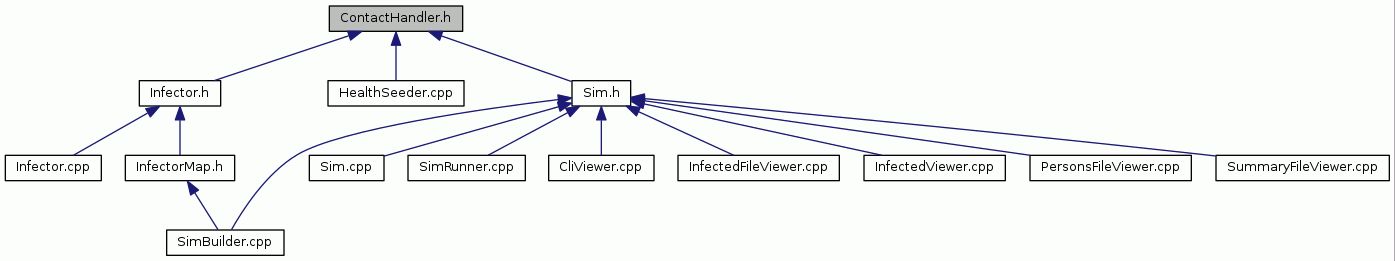 ContactHandler.h
Infector.h
HealthSeeder.cpp
Sim.h
Infector.cpp
InfectorMap.h
Sim.cpp
SimRunner.cpp
CliViewer.cpp
InfectedFileViewer.cpp
InfectedViewer.cpp
PersonsFileViewer.cpp
SummaryFileViewer.cpp
SimBuilder.cpp